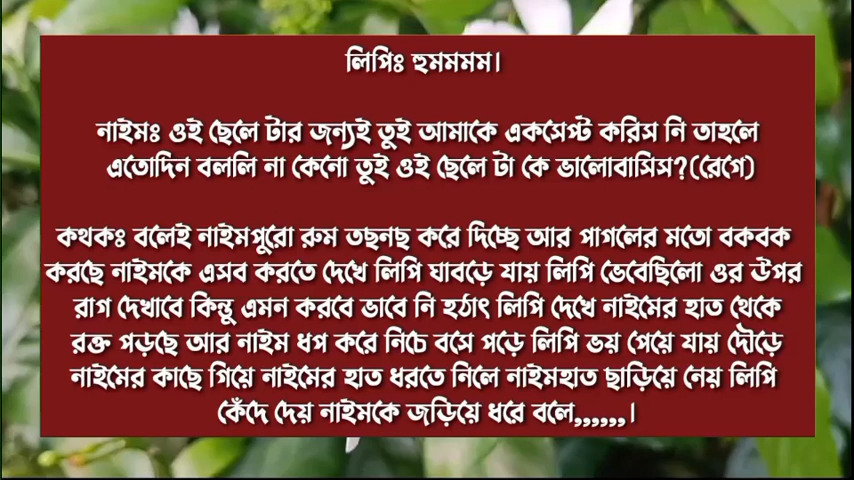 লিপিঃ হুমমমম।
নাইমঃ ওই ছেলে টার জন্যই তুই আমাকে একসেপ্ট করিস নি তাহলে
এতোদিন বললি না কেনো তুই ওই ছেলে টা কে ভালোবাসিস?(রেগে)
কথকঃ বলেই নাইমপুরো রুম তছনছ করে দিচ্ছে আর পাগলের মতো বকবক
করছে নাইমকে এসব করতে দেখে লিপি ঘাবড়ে যায় লিপি ভেবেছিলো ওর উপর
রাগ দেখাবে কিন্তু এমন করবে ভাবে নি হঠাৎ লিপি দেখে নাইমের হাত থেকে
রক্ত পড়ছে আর নাইম ধপ করে নিচে বসে পড়ে লিপি ভয় পেয়ে যায় দৌড়ে
নাইমের কাছে গিয়ে নাইমের হাত ধরতে নিলে নাইমহাত ছাড়িয়ে নেয় লিপি
কেঁদে দেয় নাইমকে জড়িয়ে ধরে বলে,,,,,,।